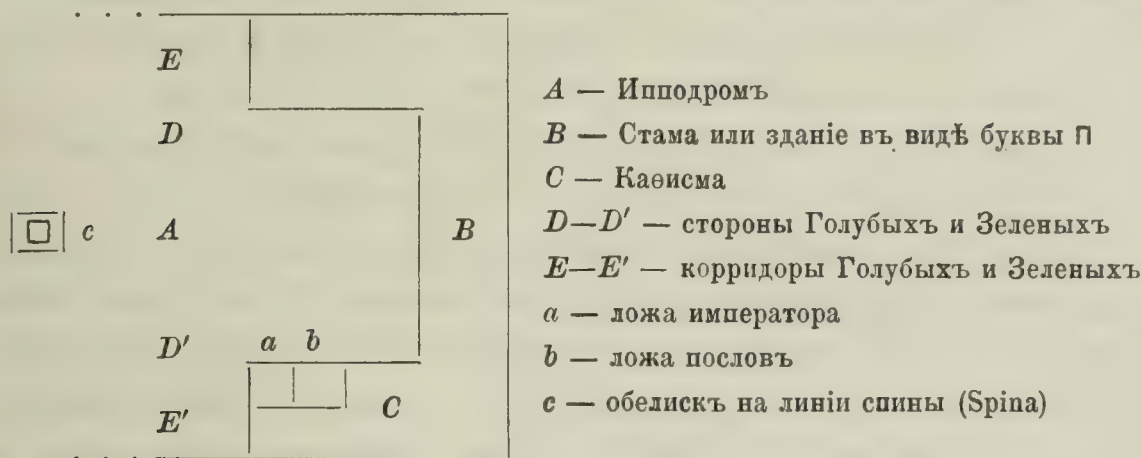 E
D
c A B
D' a b
C
E'
A — Ипподромъ
B — Стама или зданіе въ видѣ буквы П
C — Каѳисма
D—D' — стороны Голубыхъ и Зеленыхъ
E—E' — корридоры Голубыхъ и Зеленыхъ
a — ложа императора
b — ложа пословъ
c — обелискъ на линіи спины (Spina)